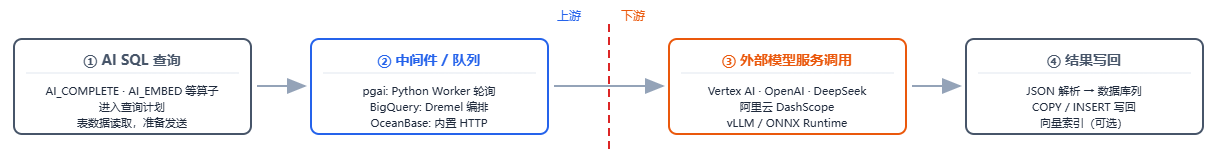 上游
下游
① AI SQL 查询
AI_COMPLETE · AI_EMBED 等算子
进入查询计划
表数据读取，准备发送
② 中间件 / 队列
pgai: Python Worker 轮询
BigQuery: Dremel 编排
OceanBase: 内置 HTTP
③ 外部模型服务调用
Vertex AI · OpenAI · DeepSeek
阿里云 DashScope
vLLM / ONNX Runtime
④ 结果写回
JSON 解析 → 数据库列
COPY / INSERT 写回
向量索引（可选）